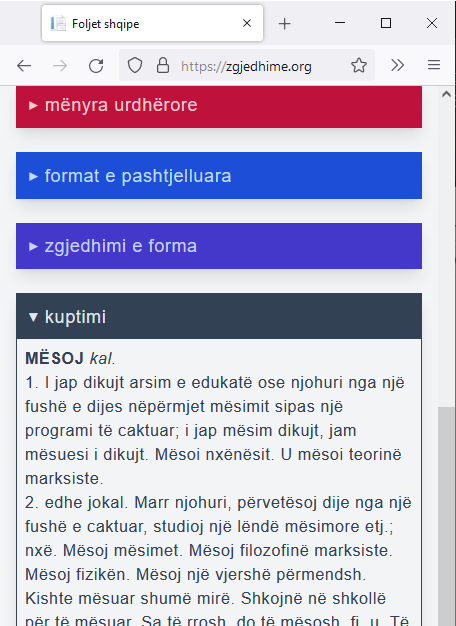 Foljet shqipe
https://zgjedhime.org
▸ mënyra urdhërore
▸ format e pashtjelluara
▸ zgjedhimi e forma
▾ kuptimi
MËSOJ kal.
1. I jap dikujt arsim e edukatë ose njohuri nga një
fushë e dijes nëpërmjet mësimit sipas një
programi të caktuar; i jap mësim dikujt, jam
mësuesi i dikujt. Mësoi nxënësit. U mësoi teorinë
marksiste.
2. edhe jokal. Marr njohuri, përvetësoj dije nga një
fushë e caktuar, studioj një lëndë mësimore etj.;
nxë. Mësoj mësimet. Mësoj filozofinë marksiste.
Mësoj fizikën. Mësoj një vjershë përmendsh.
Kishte mësuar shumë mirë. Shkojnë në shkollë
për të mësuar. Sa të rrosh, do të mësosh. fj. u. Të